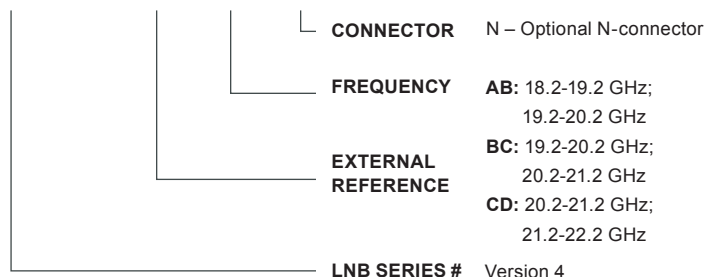 CONNECTOR N – Optional N-connector
FREQUENCY AB: 18.2-19.2 GHz;
19.2-20.2 GHz
BC: 19.2-20.2 GHz;
EXTERNAL
REFERENCE
20.2-21.2 GHz
CD: 20.2-21.2 GHz;
21.2-22.2 GHz
LNB SERIES # Version 4